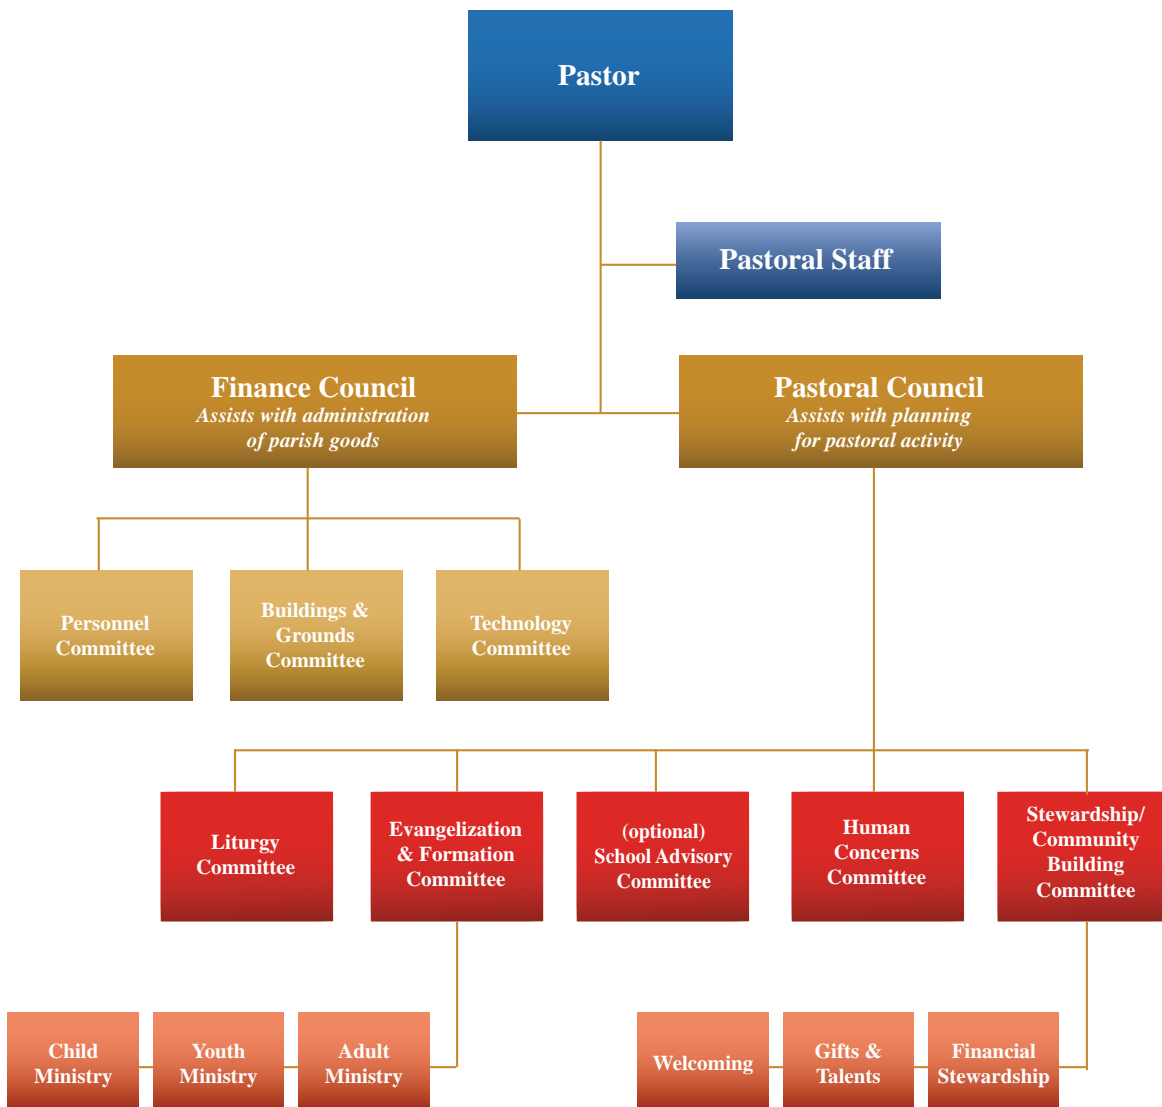 Pastor
Pastoral Staff
Finance Council
Assists with administration
of parish goods
Pastoral Council
Assists with planning
for pastoral activity
Personnel
Committee
Buildings &
Grounds
Committee
Technology
Committee
Liturgy
Committee
Evangelization
& Formation
Committee
(optional)
School Advisory
Committee
Human
Concerns
Committee
Stewardship/
Community
Building
Committee
Child
Ministry
Youth
Ministry
Adult
Ministry
Welcoming
Gifts &
Talents
Financial
Stewardship